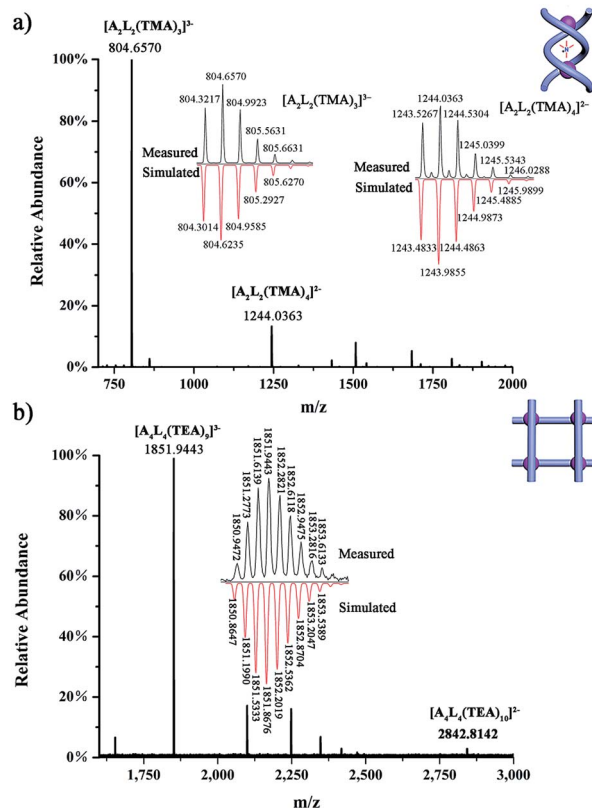 a)
[A₂L₂(TMA)₃]³⁻
804.6570
100%
80%
60%
40%
20%
0%
Relative Abundance
804.3217
804.6570
804.9923
805.5631
805.6631
[A₂L₂(TMA)₃]³⁻
Measured
Simulated
804.3014
804.6235
804.9585
805.2927
805.6270
1243.5267
1244.0363
1244.5304
1245.0399
1245.5343
1246.0288
[A₂L₂(TMA)₄]²⁻
Measured
Simulated
1243.4833
1243.9855
1244.4863
1244.9873
1245.4885
1245.9899
[A₂L₂(TMA)₄]²⁻
1244.0363
750 1000 1250 1500 1750 2000
m/z
N
b)
[A₄L₄(TEA)₉]³⁻
1851.9443
100%
80%
60%
40%
20%
0%
Relative Abundance
1850.9472
1851.2773
1851.6139
1851.9443
1852.2821
1852.6118
1852.9475
1853.2816
1853.6133
Measured
Simulated
1850.8647
1851.1990
1851.5333
1851.8676
1852.2019
1852.5362
1852.8704
1853.2047
1853.5389
[A₄L₄(TEA)₁₀]²⁻
2842.8142
1,750 2,000 2,250 2,500 2,750 3,000
m/z